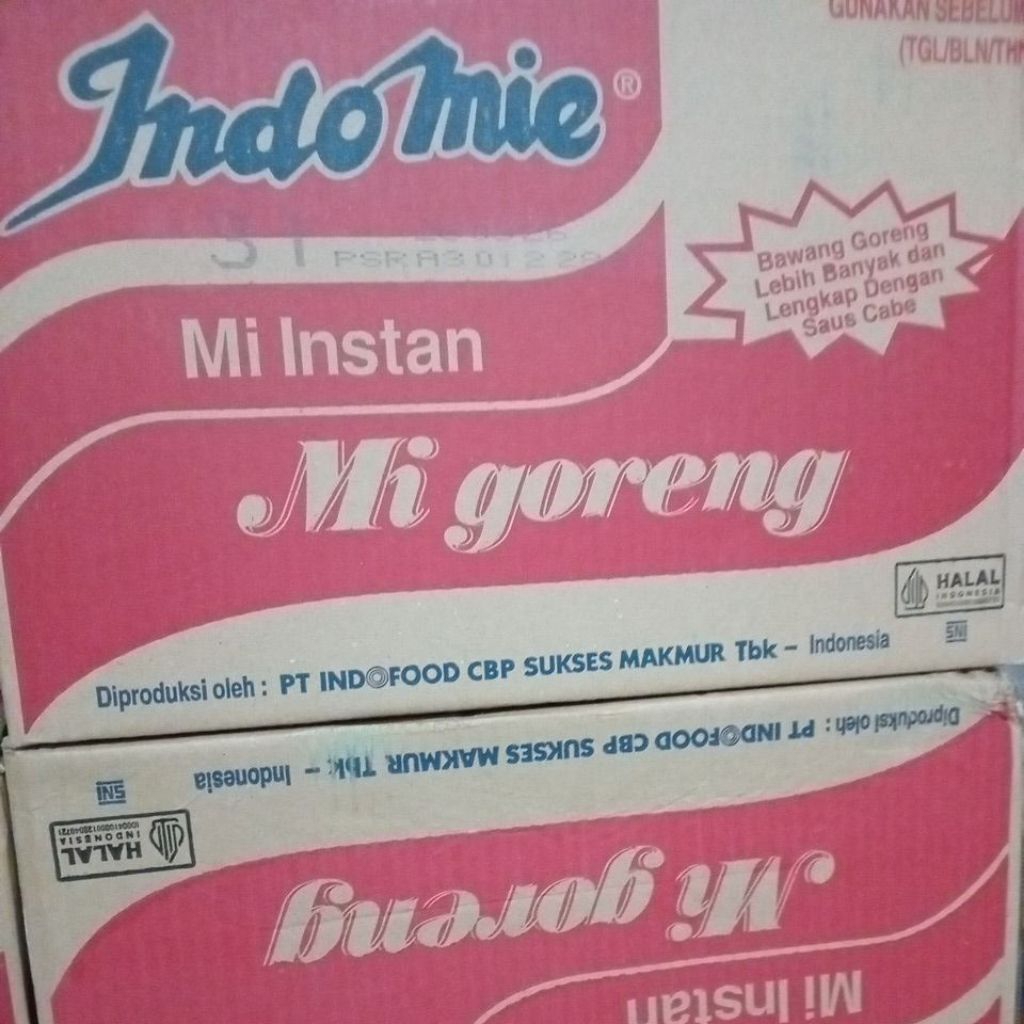 GUNAKAN SEBELUM
(TGL/BLN/THN
Indomie®
PSRA301229
Bawang Goreng
Lebih Banyak dan
Lengkap Dengan
Saus Cabe
Mi Instan
Mi goreng
HALAL
INDONESIA
SNI
Diproduksi oleh : PT INDOFOOD CBP SUKSES MAKMUR Tbk – Indonesia
Diproduksi oleh : PT INDOFOOD CBP SUKSES MAKMUR Tbk – Indonesia
SNI
HALAL
INDONESIA
Mi goreng
Mi Instan